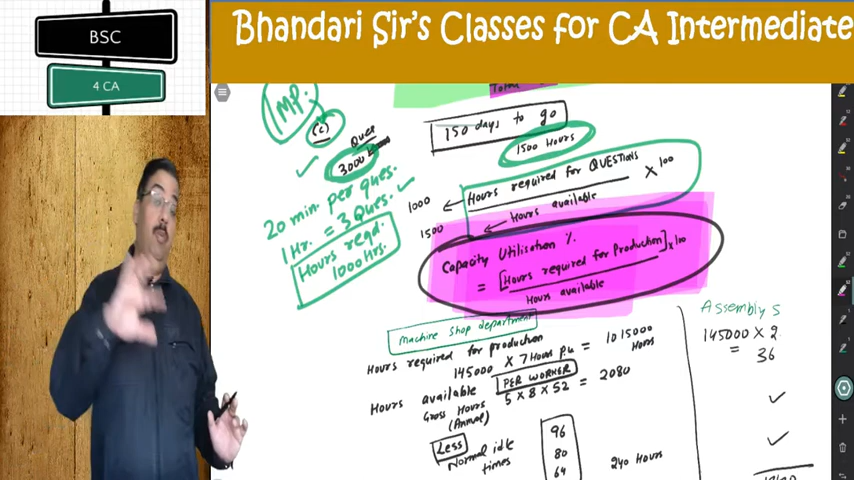 BSC
4 CA
Bhandari Sir's Classes for CA Intermediate
Total
IMP.
(c)
Ques
3000
20 min. per ques.
1 Hr. = 3 Ques.
Hours reqd.
1000 Hrs.
150 days to go
1500 Hours
1000 ← Hours required for QUESTIONS × 100
1500 ← Hours available
Capacity Utilisation %
= [Hours required for Production] × 100
Hours available
Machine shop department
Hours required for production
145000 × 7 Hours p.u = 1015000
Hours
Hours available PER WORKER
Gross Hours 5 × 8 × 52 = 2080
(Annual)
Less
Normal idle
times
96
80
64
240 Hours
Assembly S
145000 × 2
= 36